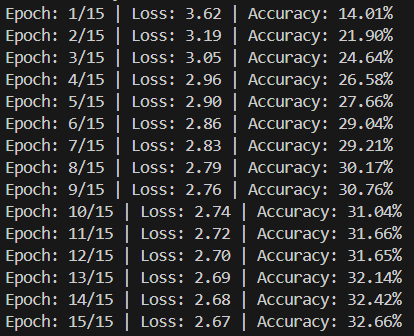 Epoch: 1/15 | Loss: 3.62 | Accuracy: 14.01%
Epoch: 2/15 | Loss: 3.19 | Accuracy: 21.90%
Epoch: 3/15 | Loss: 3.05 | Accuracy: 24.64%
Epoch: 4/15 | Loss: 2.96 | Accuracy: 26.58%
Epoch: 5/15 | Loss: 2.90 | Accuracy: 27.66%
Epoch: 6/15 | Loss: 2.86 | Accuracy: 29.04%
Epoch: 7/15 | Loss: 2.83 | Accuracy: 29.21%
Epoch: 8/15 | Loss: 2.79 | Accuracy: 30.17%
Epoch: 9/15 | Loss: 2.76 | Accuracy: 30.76%
Epoch: 10/15 | Loss: 2.74 | Accuracy: 31.04%
Epoch: 11/15 | Loss: 2.72 | Accuracy: 31.66%
Epoch: 12/15 | Loss: 2.70 | Accuracy: 31.65%
Epoch: 13/15 | Loss: 2.69 | Accuracy: 32.14%
Epoch: 14/15 | Loss: 2.68 | Accuracy: 32.42%
Epoch: 15/15 | Loss: 2.67 | Accuracy: 32.66%